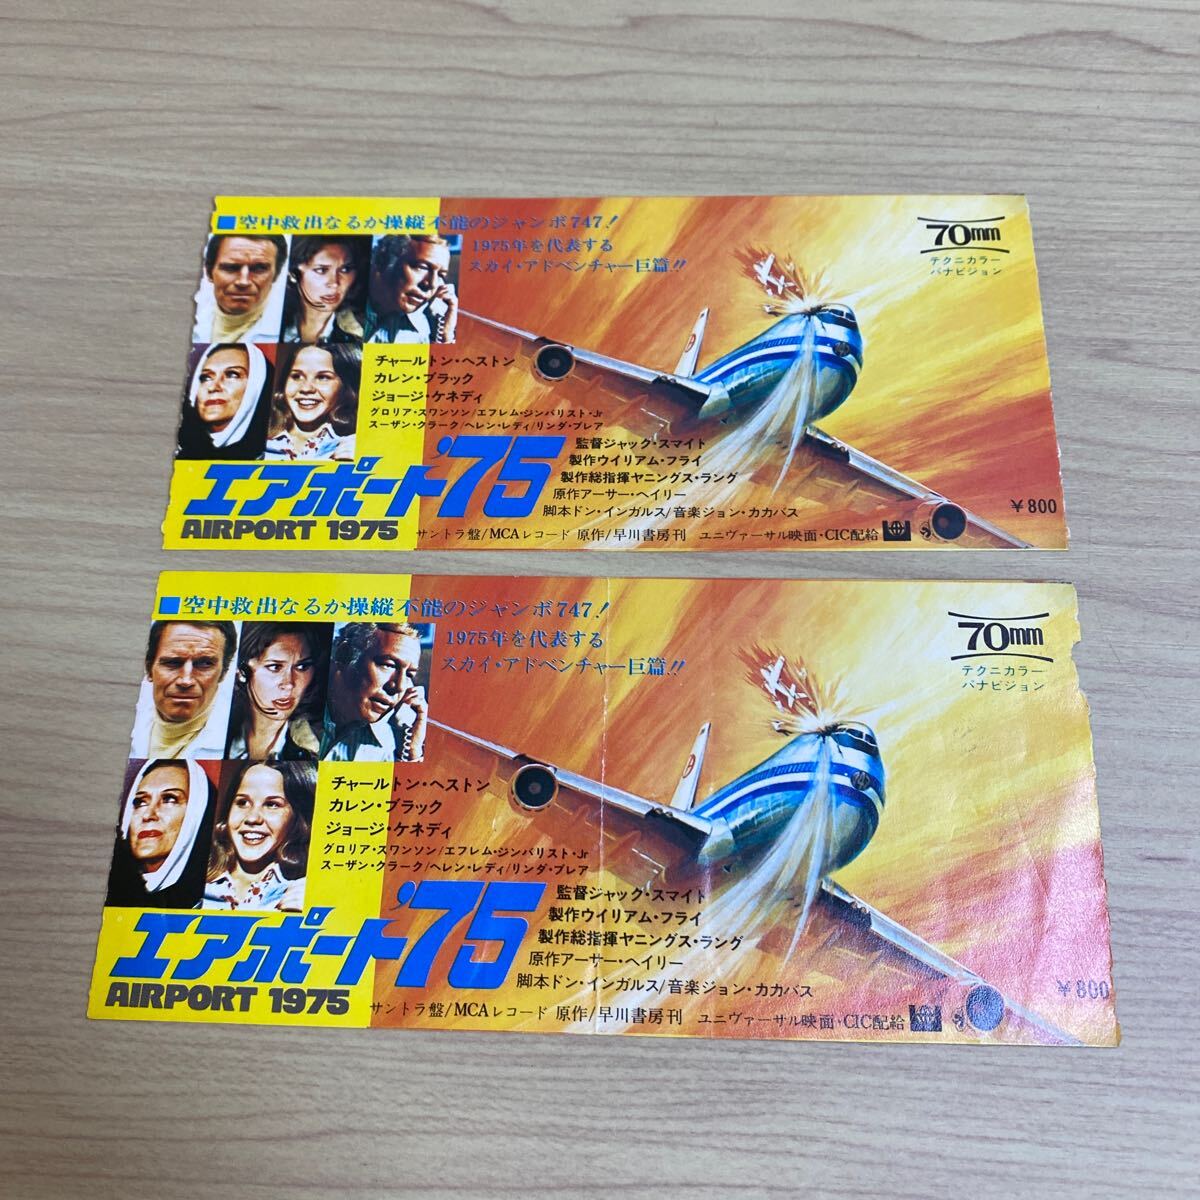 ■空中救出なるか操縦不能のジャンボ747!
1975年を代表する
スカイ・アドベンチャー巨篇!!
70mm
テクニカラー
パナビジョン
チャールトン・ヘストン
カレン・ブラック
ジョージ・ケネディ
グロリア・スワンソン/エフレム・ジンバリスト・Jr
スーザン・クラーク/ヘレン・レディ/リンダ・ブレア
エアポート'75
AIRPORT 1975
監督ジャック・スマイト
製作ウイリアム・フライ
製作総指揮ヤニングス・ラング
原作アーサー・ヘイリー
脚本ドン・インガルス/音楽ジョン・カカバス
¥800
サントラ盤/MCAレコード 原作/早川書房刊 ユニヴァーサル映画・CIC配給
■空中救出なるか操縦不能のジャンボ747!
1975年を代表する
スカイ・アドベンチャー巨篇!!
70mm
テクニカラー
パナビジョン
チャールトン・ヘストン
カレン・ブラック
ジョージ・ケネディ
グロリア・スワンソン/エフレム・ジンバリスト・Jr
スーザン・クラーク/ヘレン・レディ/リンダ・ブレア
エアポート'75
AIRPORT 1975
監督ジャック・スマイト
製作ウイリアム・フライ
製作総指揮ヤニングス・ラング
原作アーサー・ヘイリー
脚本ドン・インガルス/音楽ジョン・カカバス
¥800
サントラ盤/MCAレコード 原作/早川書房刊 ユニヴァーサル映画・CIC配給